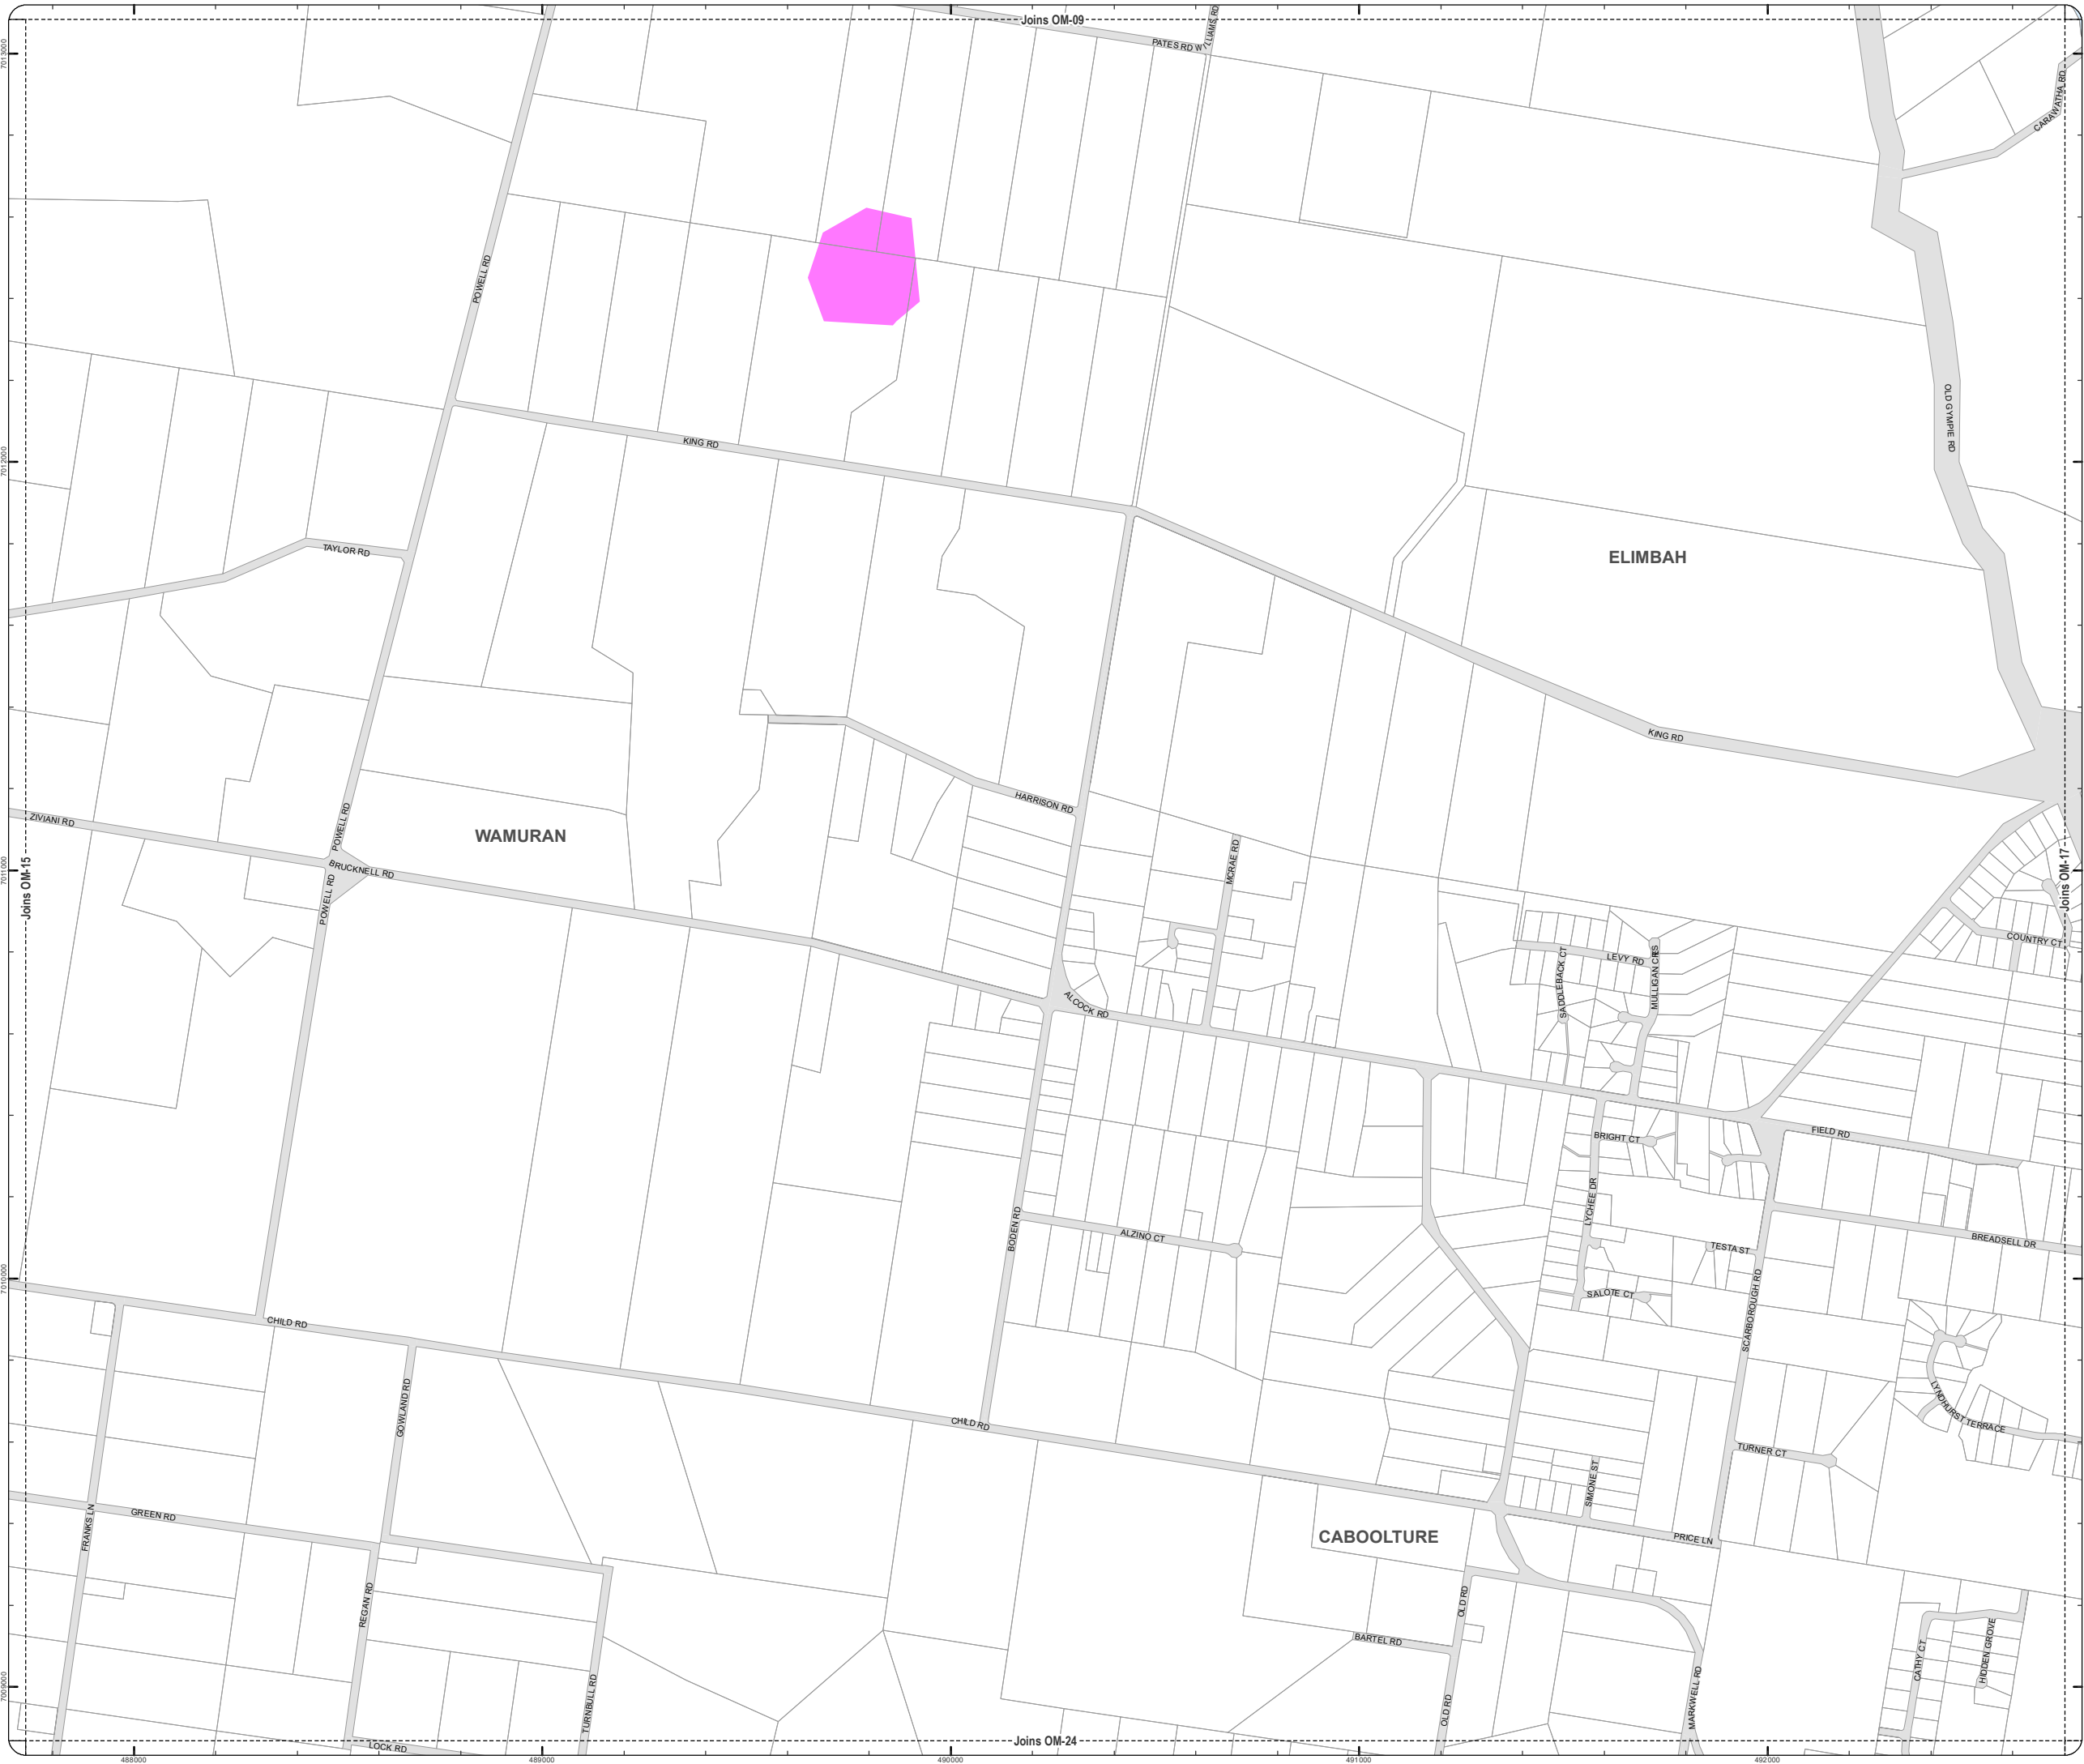 Joins OM-09
WILLIAMS RD
PATES RD
7013000
CARAWATHA RD
POWELL RD
OLD GYMPIE RD
KING RD
7012000
TAYLOR RD
ELIMBAH
KING RD
HARRISON RD
ZIVIANI RD
POWELL RD
WAMURAN
BRUCKNELL RD
MCRAE RD
7011000
Joins OM-15
Joins OM-17
POWELL RD
COUNTRY CT
LEVY RD
SADDLEBACK CT
MULLIGAN CRES
ALCOCK RD
BRIGHT CT
FIELD RD
LYCHEE DR
BODEN RD
ALZINO CT
TESTA ST
BREADSELL DR
7010000
SALOTE CT
SCARBOROUGH RD
CHILD RD
GOWLAND RD
LYNDHURST TERRACE
CHILD RD
TURNER CT
SIMONE ST
FRANKS LN
GREEN RD
CABOOLTURE
PRICE LN
REGAN RD
OLD RD
BARTEL RD
HIDDEN GROVE
CATHY CT
7009000
TURNBULL RD
OLD RD
MARKWELL RD
LOCK RD
Joins OM-24
488000
489000
490000
491000
492000